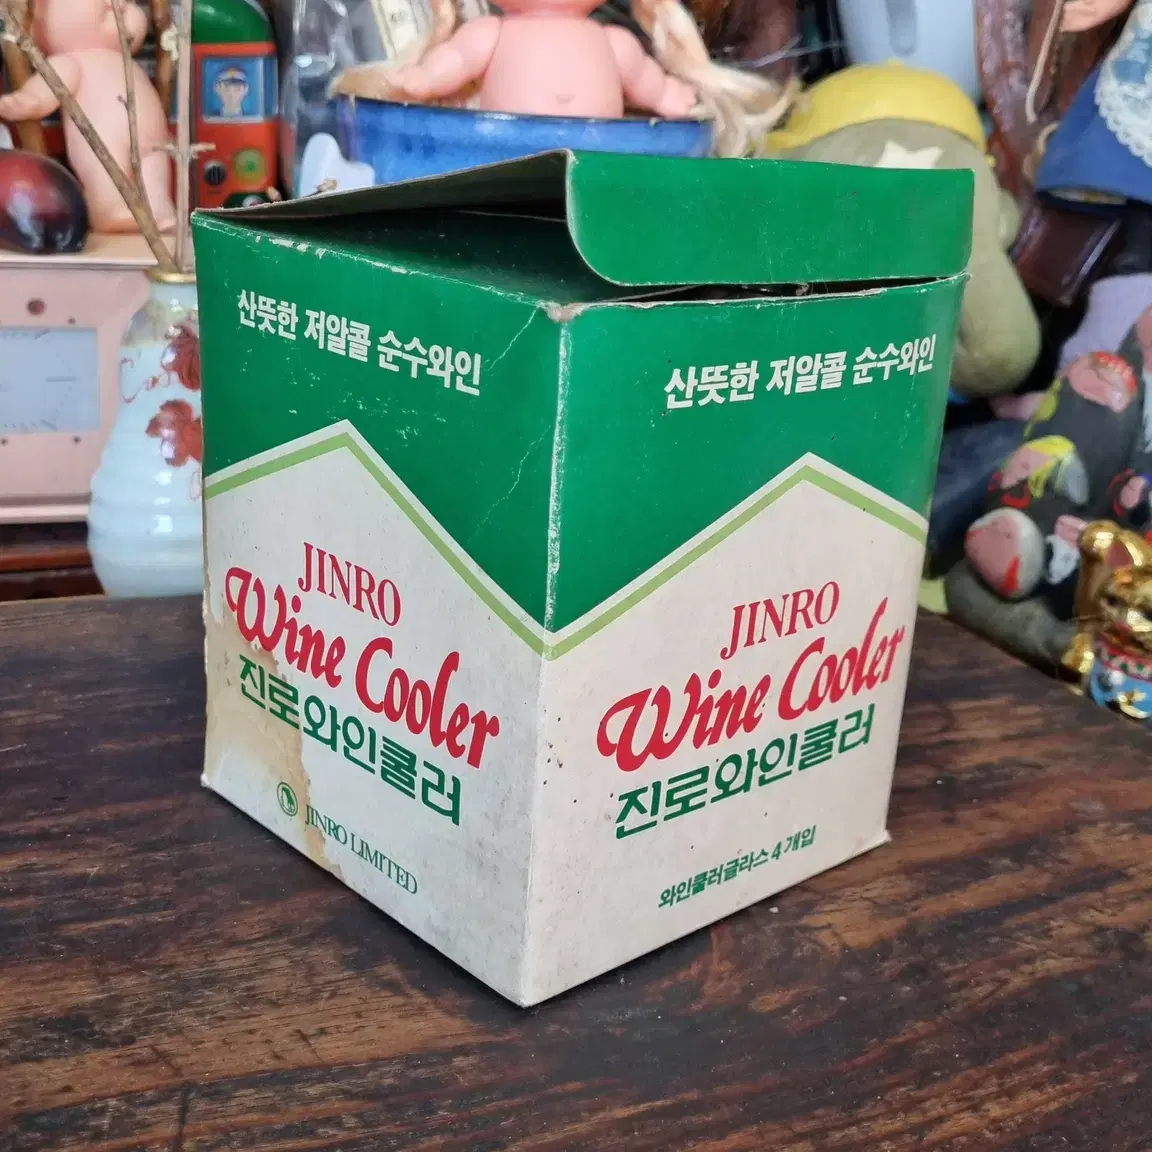 산뜻한 저알콜 순수와인
JINRO
Wine Cooler
진로와인쿨러
JINRO LIMITED
산뜻한 저알콜 순수와인
JINRO
Wine Cooler
진로와인쿨러
와인쿨러글라스 4개입